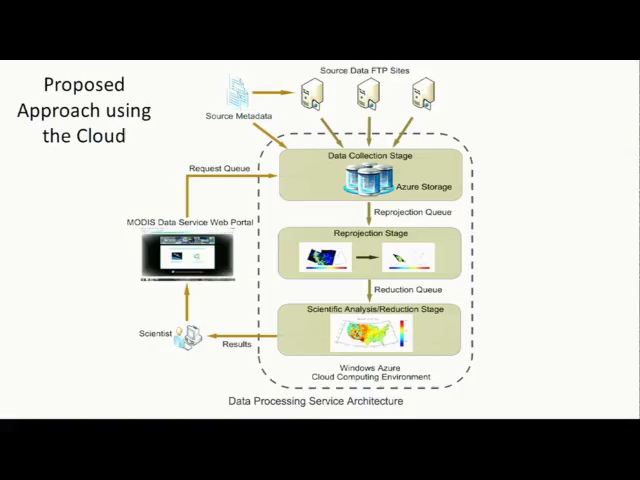 Proposed
Approach using
the Cloud
Source Data FTP Sites
Source Metadata
Data Collection Stage
Request Queue
Azure Storage
Reprojection Queue
MODIS Data Service Web Portal
Reprojection Stage
Reduction Queue
Scientific Analysis/Reduction Stage
Scientist
Results
Windows Azure
Cloud Computing Environment
Data Processing Service Architecture